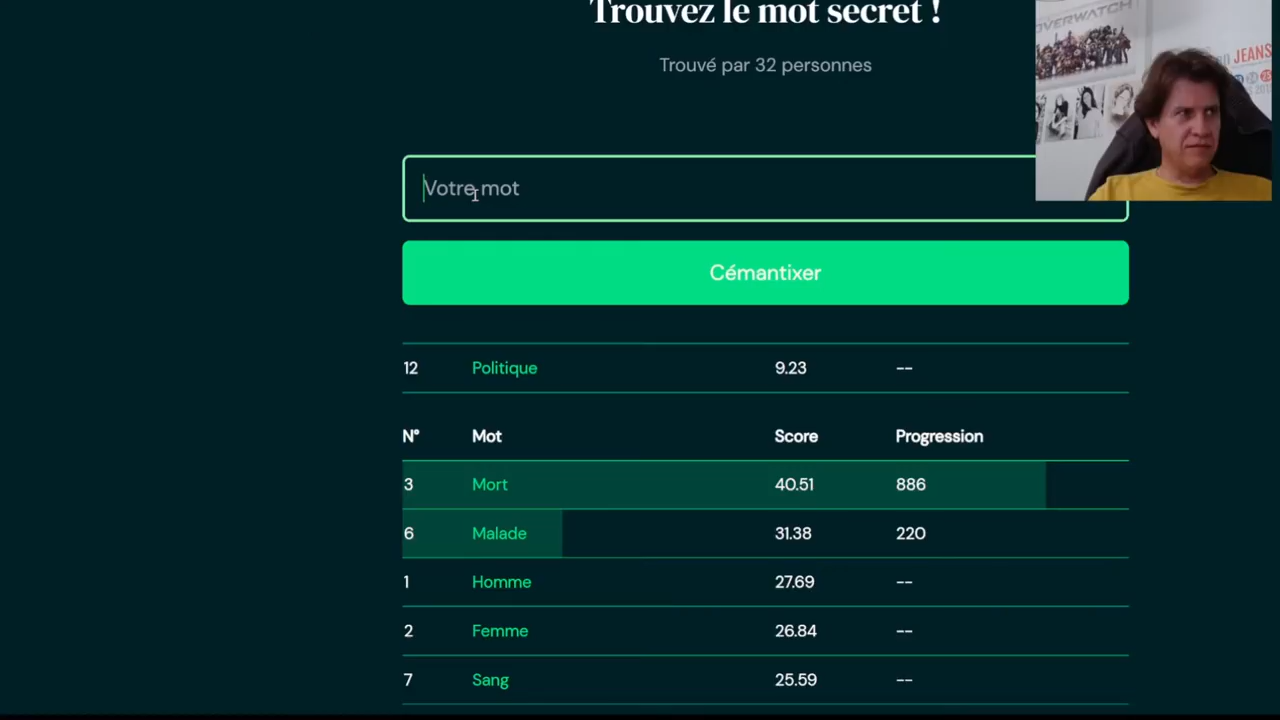 Trouvez le mot secret !
Trouvé par 32 personnes
OVERWATCH
JEANS
Votre mot
Cémantixer
12 Politique 9.23 --
N° Mot Score Progression
3 Mort 40.51 886
6 Malade 31.38 220
1 Homme 27.69 --
2 Femme 26.84 --
7 Sang 25.59 --